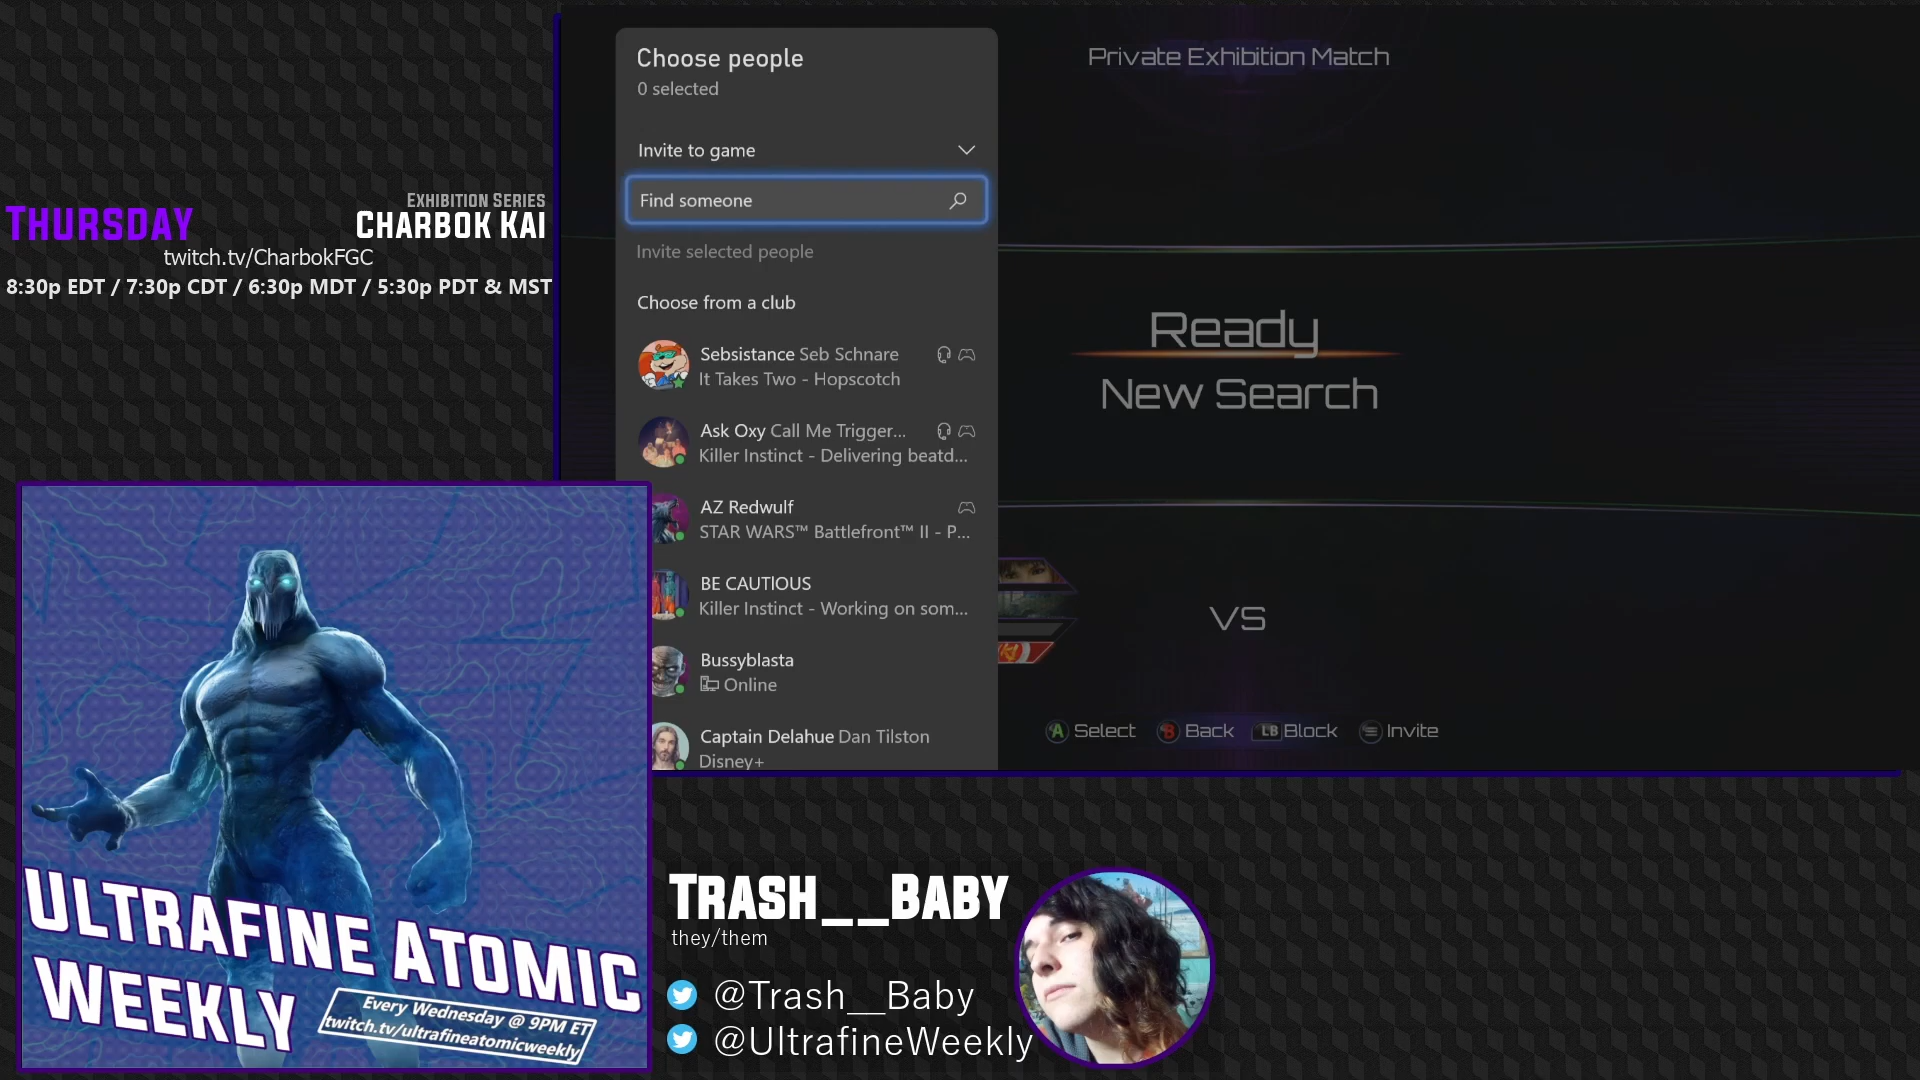 Exhibition Series
Thursday
Charbok Kai
twitch.tv/CharbokFGC
8:30p EDT / 7:30p CDT / 6:30p MDT / 5:30p PDT & MST
Choose people
0 selected
Invite to game
Find someone
Invite selected people
Choose from a club
Sebsistance Seb Schnare
It Takes Two - Hopscotch
Ask Oxy Call Me Trigger...
Killer Instinct - Delivering beatd...
AZ Redwulf
STAR WARS™ Battlefront™ II - P...
BE CAUTIOUS
Killer Instinct - Working on som...
Bussyblasta
Online
Captain Delahue Dan Tilston
Disney+
Private Exhibition Match
Ready
New Search
VS
A Select B Back LB Block Invite
Ultrafine Atomic
Weekly
Every Wednesday @ 9PM ET
twitch.tv/ultrafineatomicweekly
Trash__Baby
they/them
@Trash__Baby
@UltrafineWeekly